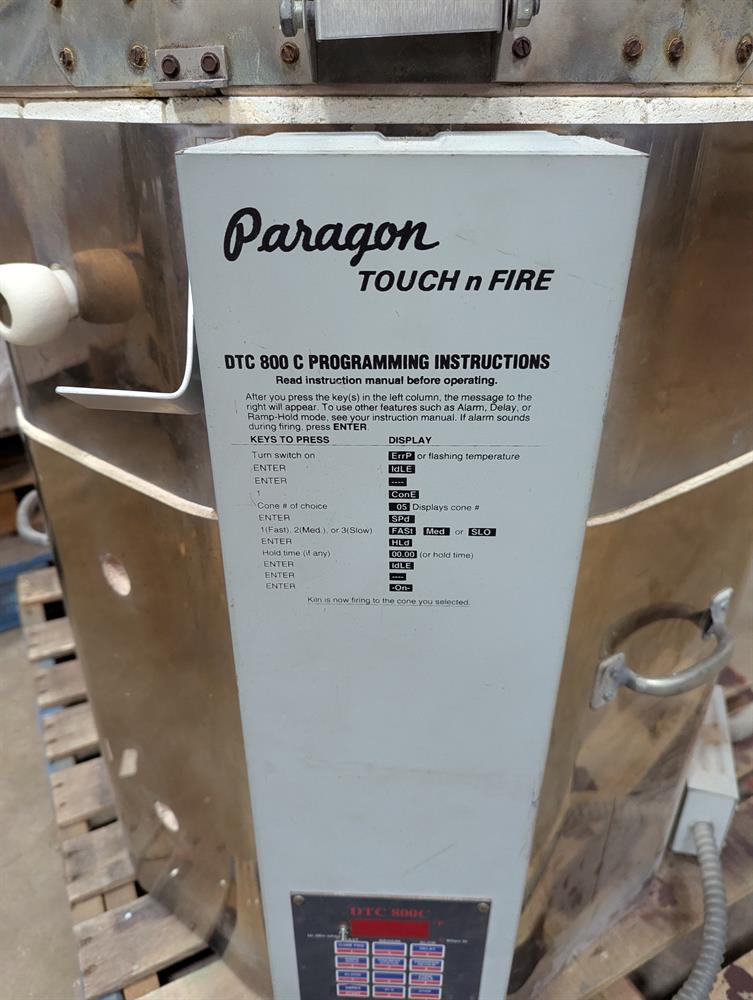 Paragon
TOUCH n FIRE
DTC 800 C PROGRAMMING INSTRUCTIONS
Read instruction manual before operating.
After you press the key(s) in the left column, the message to the
right will appear. To use other features such as Alarm, Delay, or
Ramp-Hold mode, see your instruction manual. If alarm sounds
during firing, press ENTER.
KEYS TO PRESS DISPLAY
Turn switch on ErrP or flashing temperature
ENTER IdLE
ENTER ----
1 ConE
Cone # of choice 05 Displays cone #
ENTER SPd
1(Fast), 2(Med.), or 3(Slow) FASt Med or SLO
ENTER HLd
Hold time (if any) 00.00 (or hold time)
ENTER IdLE
ENTER ----
ENTER -On-
Kiln is now firing to the cone you selected.
DTC 800C
DELAY